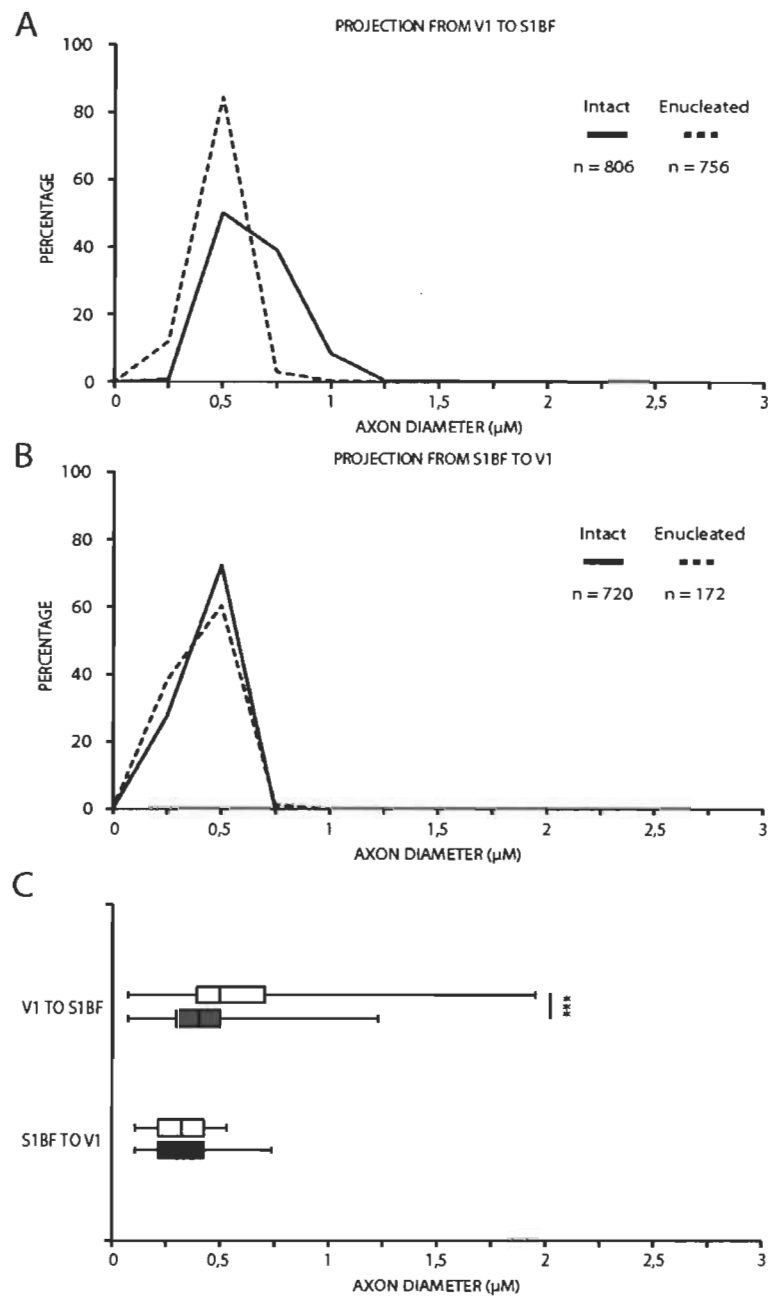 A
PROJECTION FROM V1 TO S1BF
100
80
60
40
20
0
PERCENTAGE
Intact Enucleated
n = 806 n = 756
0 0,5 1 1,5 2 2,5 3
AXON DIAMETER (µM)
B
PROJECTION FROM S1BF TO V1
100
80
60
40
20
0
PERCENTAGE
Intact Enucleated
n = 720 n = 172
0 0,5 1 1,5 2 2,5 3
AXON DIAMETER (µM)
C
V1 TO S1BF
***
S1BF TO V1
0 0,5 1 1,5 2 2,5 3
AXON DIAMETER (µM)